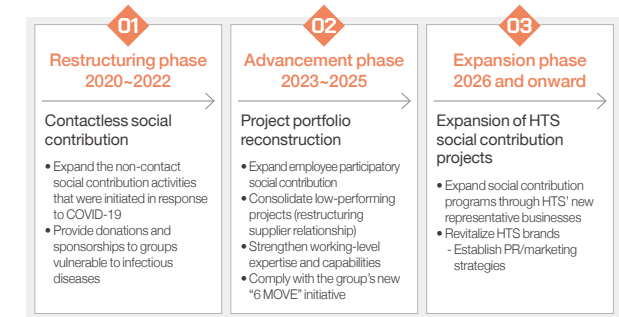 01
Restructuring phase
2020~2022
Contactless social
contribution
• Expand the non-contact
social contribution activities
that were initiated in response
to COVID-19
• Provide donations and
sponsorships to groups
vulnerable to infectious
diseases
02
Advancement phase
2023~2025
Project portfolio
reconstruction
• Expand employee participatory
social contribution
• Consolidate low-performing
projects (restructuring
supplier relationship)
• Strengthen working-level
expertise and capabilities
• Comply with the group's new
“6 MOVE” initiative
03
Expansion phase
2026 and onward
Expansion of HTS
social contribution
projects
• Expand social contribution
programs through HTS' new
representative businesses
• Revitalize HTS brands
- Establish PR/marketing
strategies